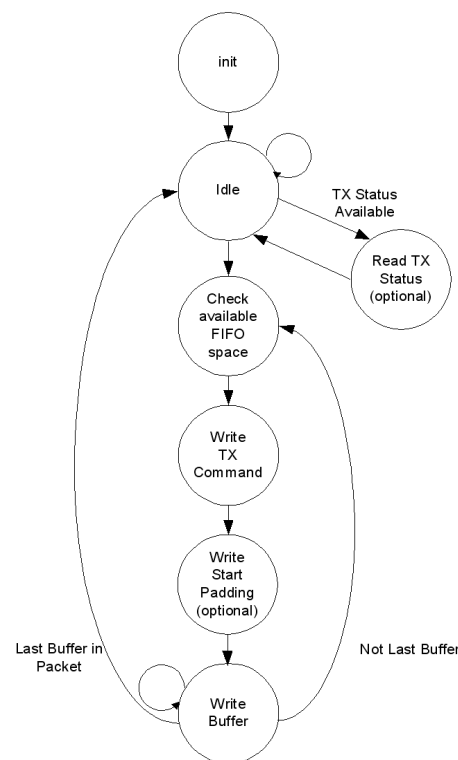 init
Idle
TX Status
Available
Read TX
Status
(optional)
Check
available
FIFO
space
Write
TX
Command
Write
Start
Padding
(optional)
Last Buffer in
Packet
Not Last Buffer
Write
Buffer